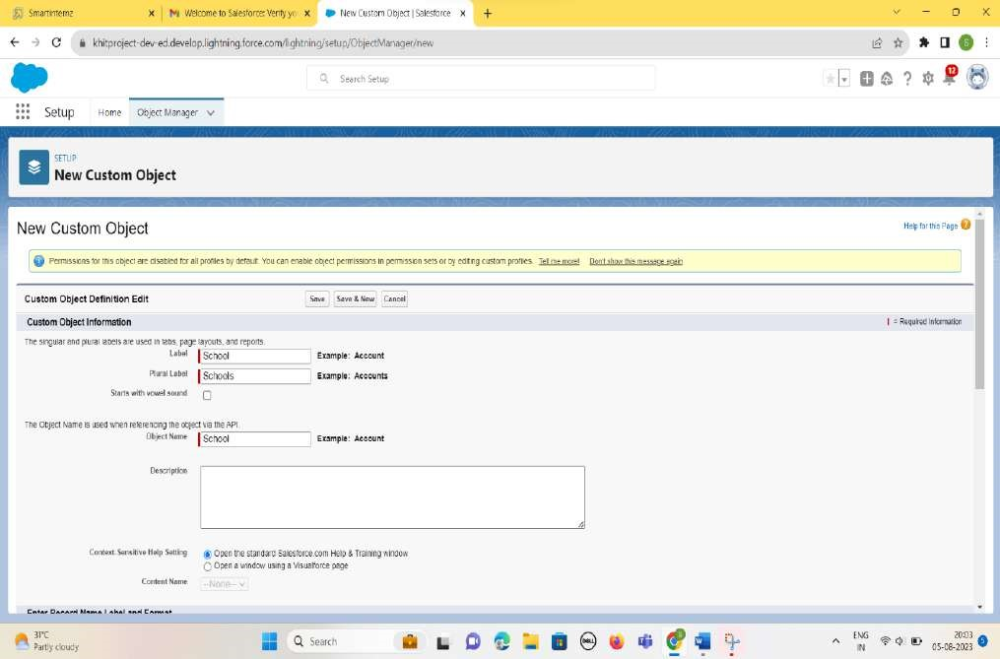 Smartinternz
Welcome to Salesforce: Verify yo
New Custom Object | Salesforce
khitproject-dev-ed.develop.lightning.force.com/lightning/setup/ObjectManager/new
Search Setup
12
Setup
Home
Object Manager
SETUP
New Custom Object
New Custom Object
Help for this Page
Permissions for this object are disabled for all profiles by default. You can enable object permissions in permission sets or by editing custom profiles. Tell me more! Don't show this message again
Custom Object Definition Edit
Save
Save & New
Cancel
Custom Object Information
= Required Information
The singular and plural labels are used in tabs, page layouts, and reports.
Label School Example: Account
Plural Label Schools Example: Accounts
Starts with vowel sound
The Object Name is used when referencing the object via the API.
Object Name School Example: Account
Description
Context-Sensitive Help Setting Open the standard Salesforce.com Help & Training window
Open a window using a Visualforce page
Content Name --None--
Enter Record Name Label and Format
31°C
Partly cloudy
Search
ENG
IN
20:03
05-08-2023